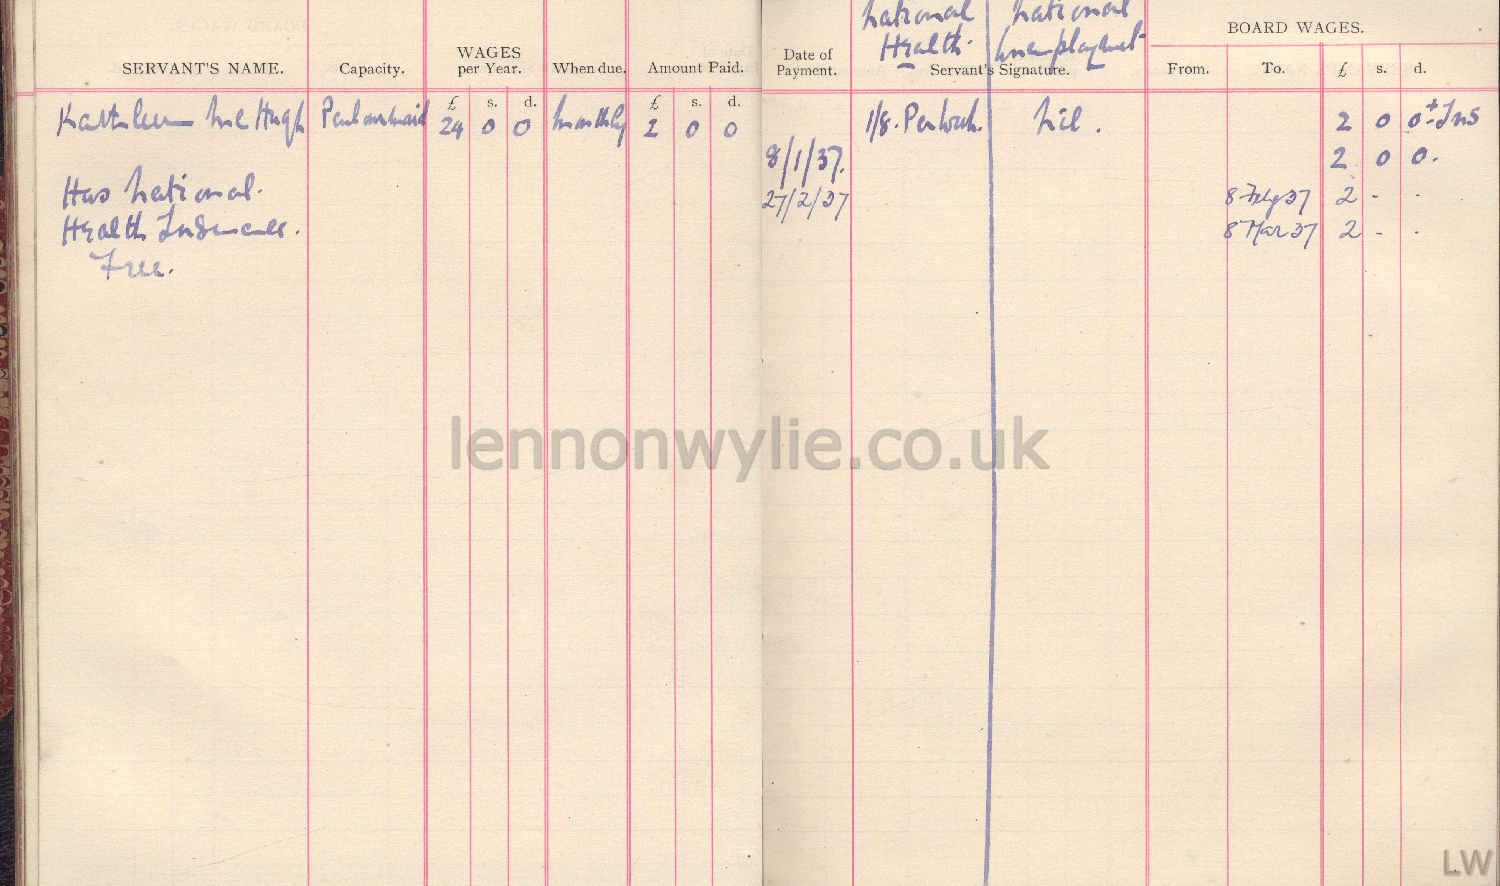 National National
Health. Unemployment.
BOARD WAGES.
SERVANT'S NAME. Capacity. WAGES per Year. When due. Amount Paid. Date of Payment. Servant's Signature. From. To. £ s. d.
£ s. d. £ s. d.
Kathleen McHugh Parlourmaid 24 0 0 monthly 2 0 0 1/8. Per Week. Nil. 2 0 0 + Ins
8/1/37. 2 0 0.
Has National. 27/2/37 8 Feby 37 2 - .
Health Insurance. 8 Mar 37 2 - .
Free.
lennonwylie.co.uk
LW